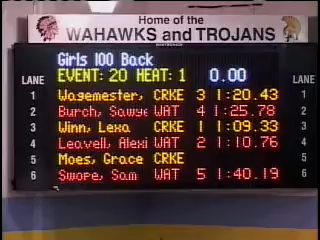 Home of the
WAHAWKS and TROJANS
Girls 100 Back
EVENT: 20 HEAT: 1 0.00
LANE LANE
1 Wagemester, CRKE 3 1:20.43 1
2 Burch, Sawye WAT 4 1:25.78 2
3 Winn, Lexa CRKE 1 1:09.33 3
4 Leavell, Alexi WAT 2 1:10.76 4
5 Moes, Grace CRKE 5
6 Swope, Sam WAT 5 1:40.19 6